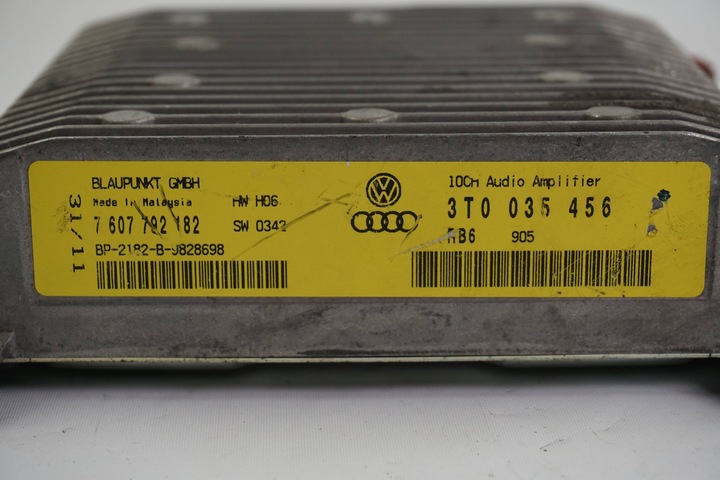 BLAUPUNKT GMBH
Made In Malaysia HW H06
7 607 792 182 SW 0342
BP-2182-B-9828698
31/11
10CH Audio Amplifier
3T0 035 456
905